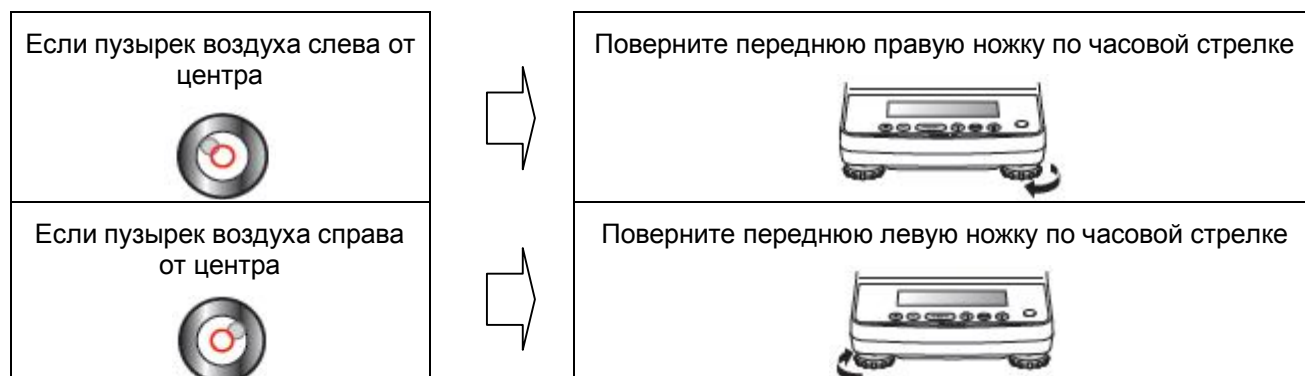 Если пузырек воздуха слева от
центра
Поверните переднюю правую ножку по часовой стрелке
Если пузырек воздуха справа
от центра
Поверните переднюю левую ножку по часовой стрелке